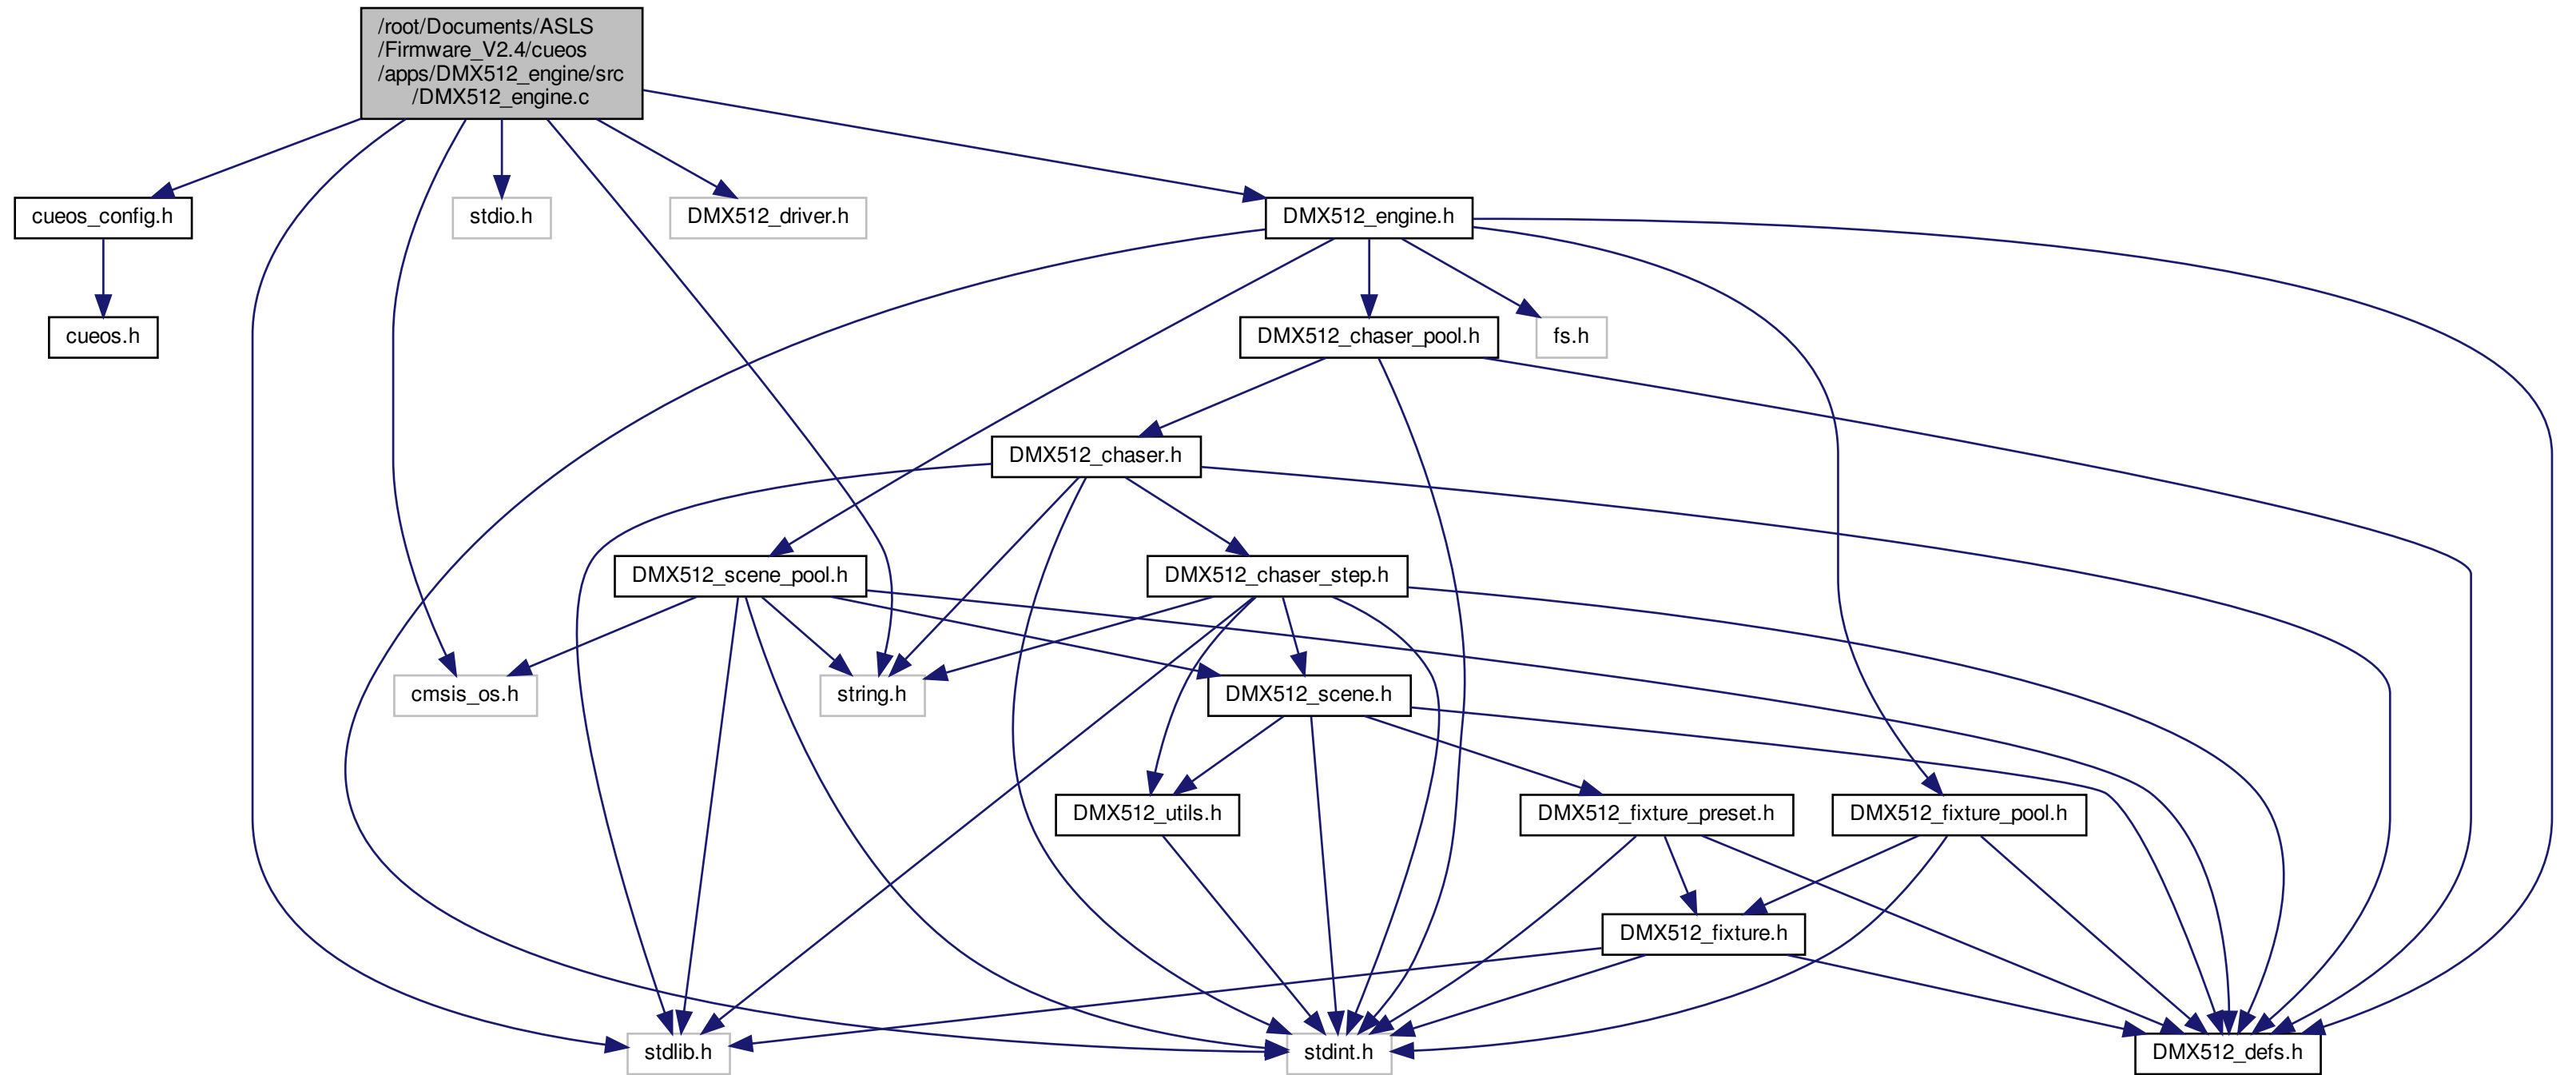 /root/Documents/ASLS
/Firmware_V2.4/cueos
/apps/DMX512_engine/src
/DMX512_engine.c
cueos_config.h
stdio.h
DMX512_driver.h
DMX512_engine.h
cueos.h
DMX512_chaser_pool.h
fs.h
DMX512_chaser.h
DMX512_scene_pool.h
DMX512_chaser_step.h
cmsis_os.h
string.h
DMX512_scene.h
DMX512_utils.h
DMX512_fixture_preset.h
DMX512_fixture_pool.h
DMX512_fixture.h
stdlib.h
stdint.h
DMX512_defs.h